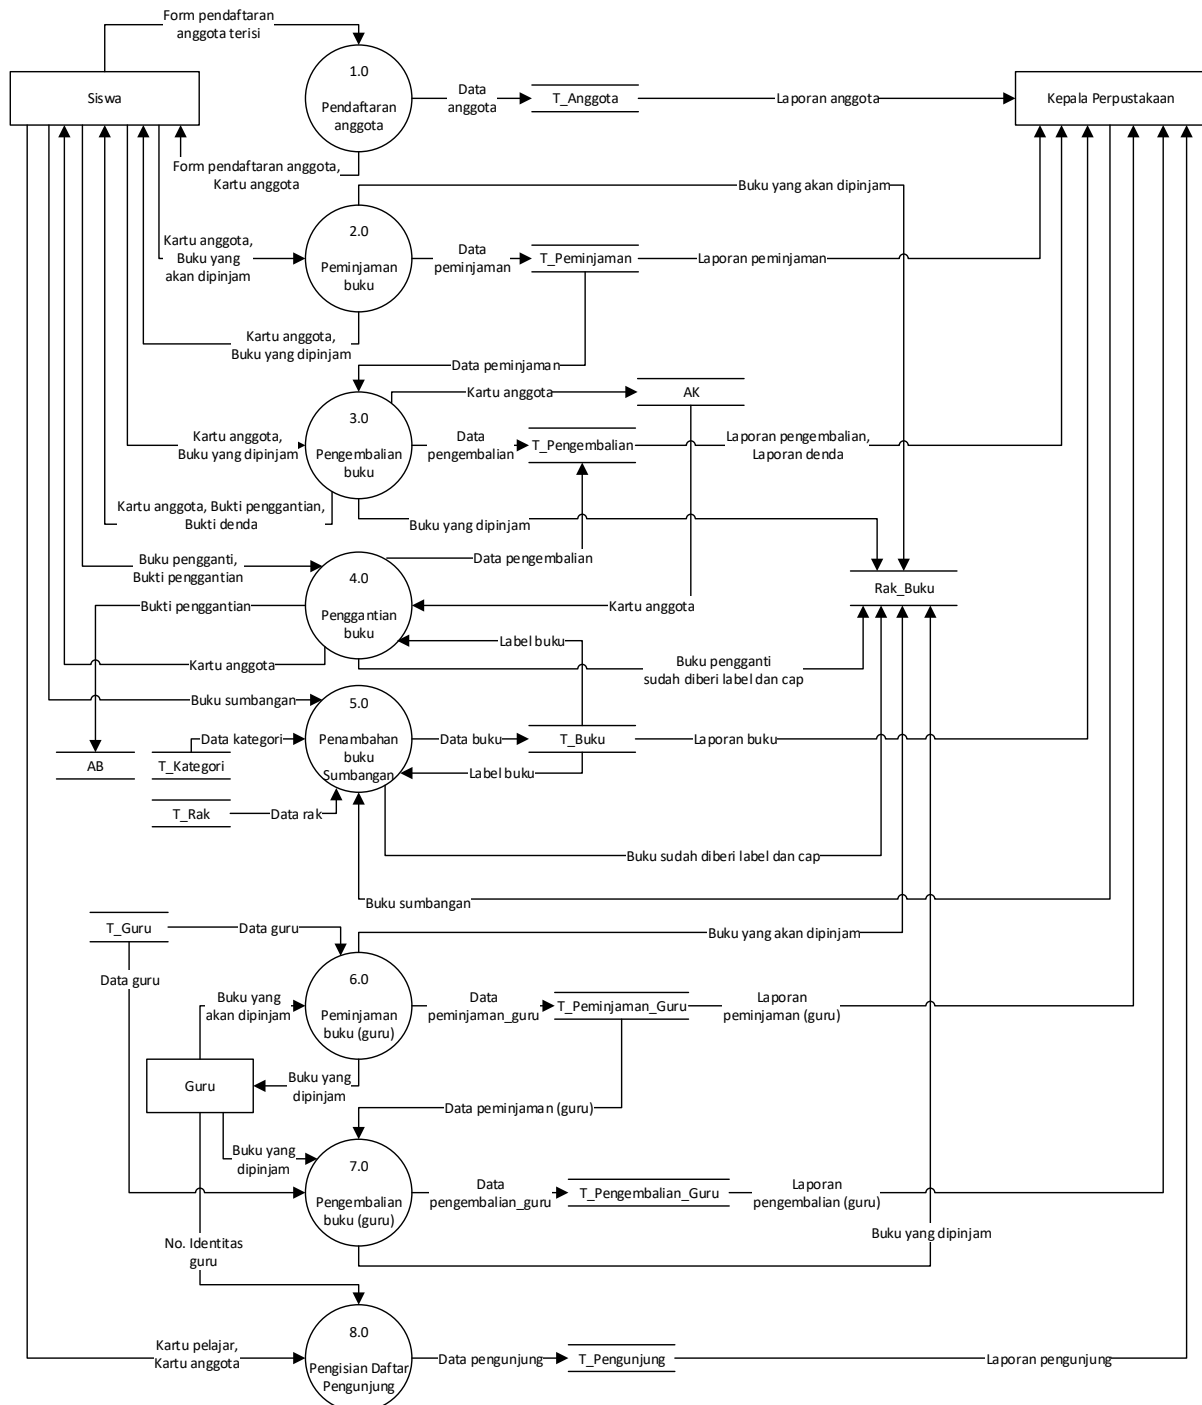 Form pendaftaran
anggota terisi
1.0
Pendaftaran
anggota
Siswa
Data
anggota
T_Anggota
Laporan anggota
Kepala Perpustakaan
Form pendaftaran anggota,
Kartu anggota
Buku yang akan dipinjam
2.0
Peminjaman
buku
Kartu anggota,
Buku yang
akan dipinjam
Data
peminjaman
T_Peminjaman
Laporan peminjaman
Kartu anggota,
Buku yang dipinjam
Data peminjaman
Kartu anggota
AK
3.0
Pengembalian
buku
Kartu anggota,
Buku yang dipinjam
Data
pengembalian
T_Pengembalian
Laporan pengembalian,
Laporan denda
Kartu anggota, Bukti penggantian,
Bukti denda
Buku yang dipinjam
Buku pengganti,
Bukti penggantian
Data pengembalian
4.0
Penggantian
buku
Rak_Buku
Bukti penggantian
Kartu anggota
Label buku
Kartu anggota
Buku pengganti
sudah diberi label dan cap
Buku sumbangan
5.0
Penambahan
buku
Sumbangan
Data kategori
Data buku
T_Buku
Laporan buku
AB
T_Kategori
Label buku
T_Rak
Data rak
Buku sudah diberi label dan cap
Buku sumbangan
T_Guru
Data guru
Buku yang akan dipinjam
Data guru
6.0
Peminjaman
buku (guru)
Buku yang
akan dipinjam
Data
peminjaman_guru
T_Peminjaman_Guru
Laporan
peminjaman (guru)
Guru
Buku yang
dipinjam
Data peminjaman (guru)
Buku yang
dipinjam
7.0
Pengembalian
buku (guru)
Data
pengembalian_guru
T_Pengembalian_Guru
Laporan
pengembalian (guru)
Buku yang dipinjam
No. Identitas
guru
8.0
Pengisian Daftar
Pengunjung
Kartu pelajar,
Kartu anggota
Data pengunjung
T_Pengunjung
Laporan pengunjung